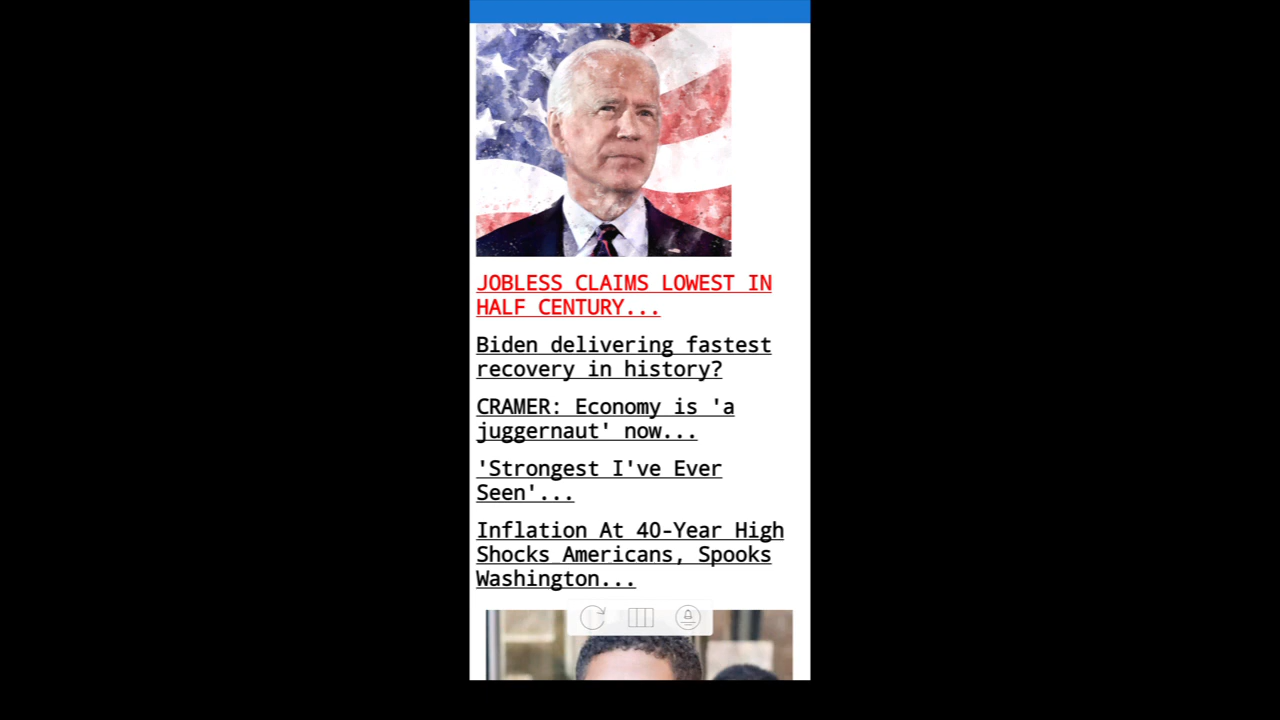 JOBLESS CLAIMS LOWEST IN
HALF CENTURY...
Biden delivering fastest
recovery in history?
CRAMER: Economy is 'a
juggernaut' now...
'Strongest I've Ever
Seen'...
Inflation At 40-Year High
Shocks Americans, Spooks
Washington...